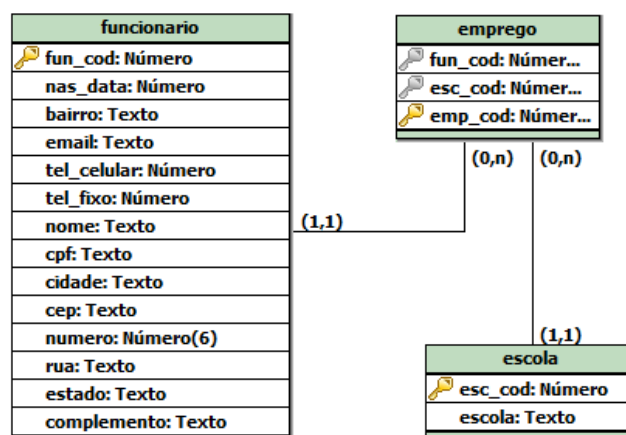 funcionario
fun_cod: Número
nas_data: Número
bairro: Texto
email: Texto
tel_celular: Número
tel_fixo: Número
nome: Texto
cpf: Texto
cidade: Texto
cep: Texto
numero: Número(6)
rua: Texto
estado: Texto
complemento: Texto
(1,1)
emprego
fun_cod: Númer...
esc_cod: Númer...
emp_cod: Númer...
(0,n) (0,n)
(1,1)
escola
esc_cod: Número
escola: Texto